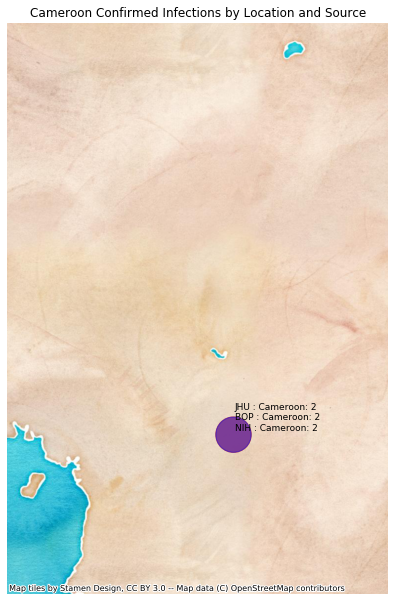 Cameroon Confirmed Infections by Location and Source
JHU : Cameroon: 2
BOP : Cameroon: 2
NIH : Cameroon: 2
Map tiles by Stamen Design, CC BY 3.0 -- Map data (C) OpenStreetMap contributors